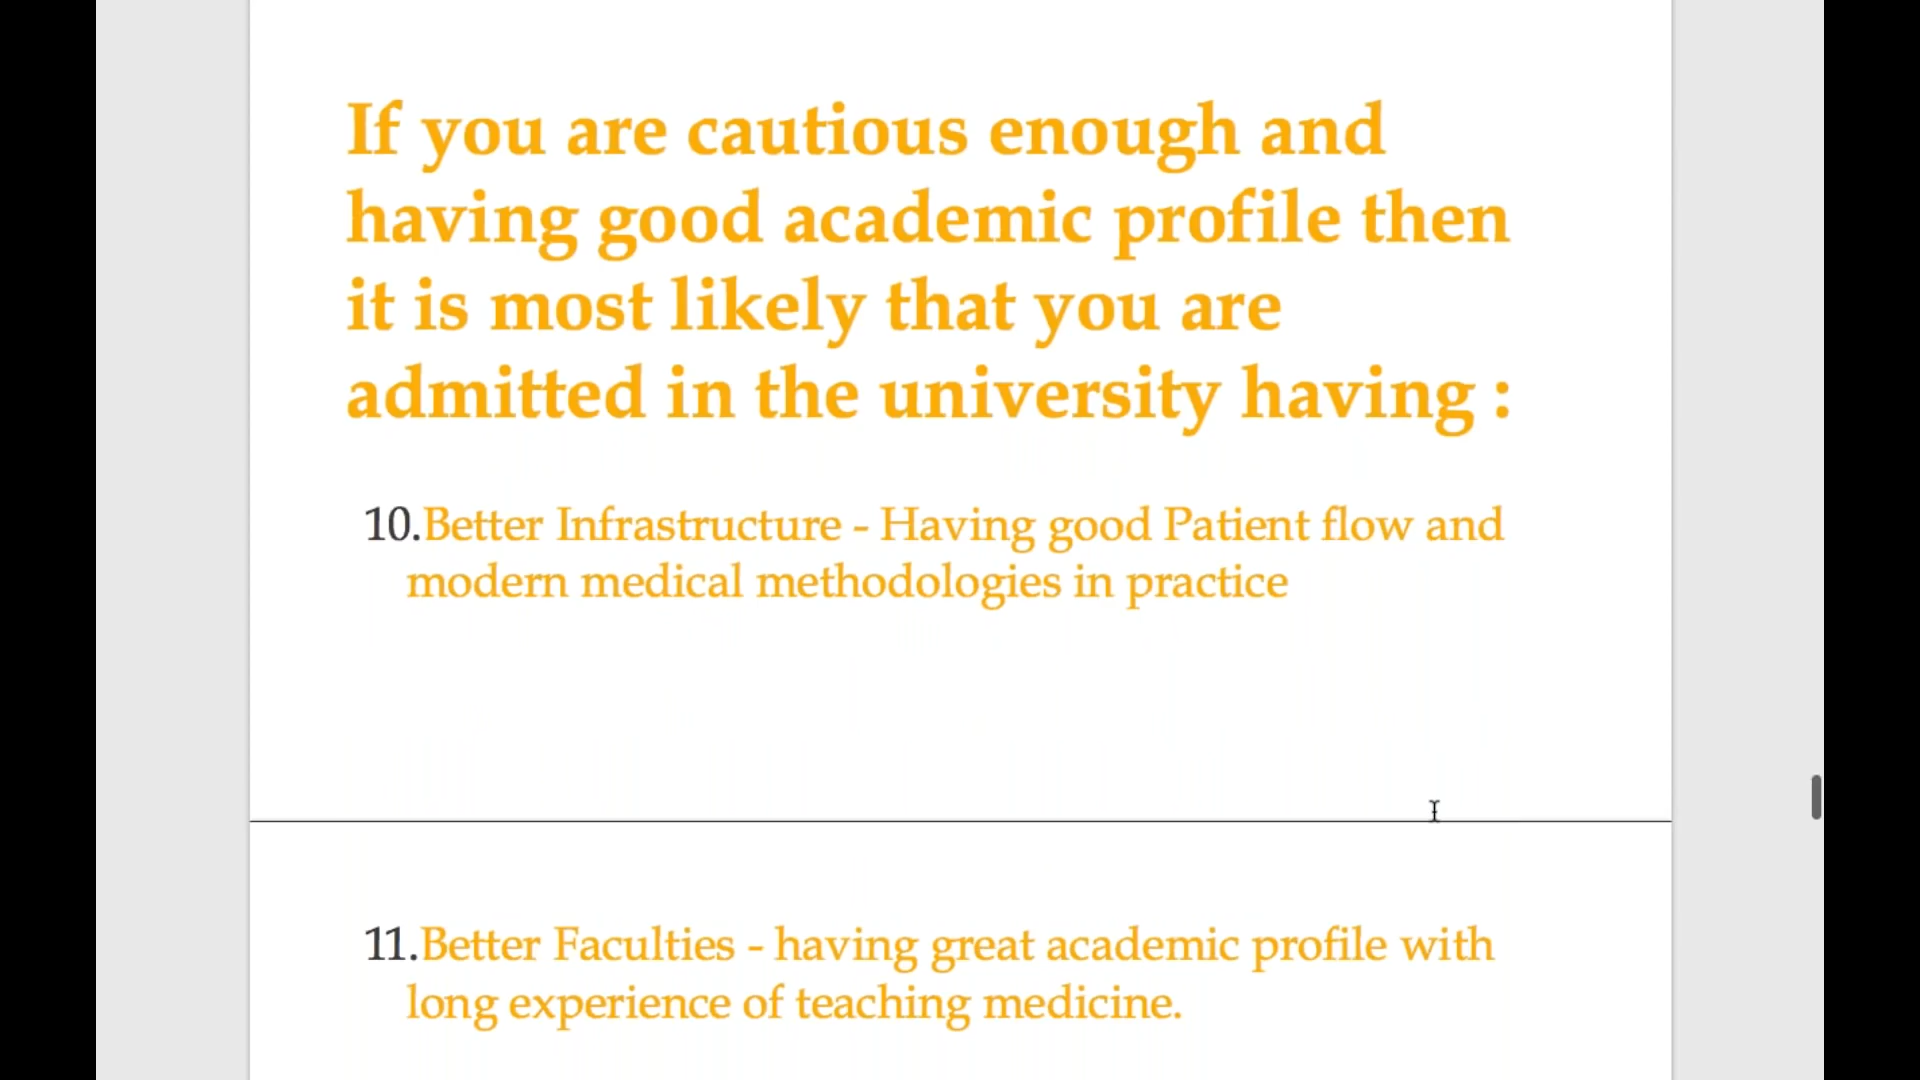 If you are cautious enough and
having good academic profile then
it is most likely that you are
admitted in the university having :
10.Better Infrastructure - Having good Patient flow and
modern medical methodologies in practice
11.Better Faculties - having great academic profile with
long experience of teaching medicine.